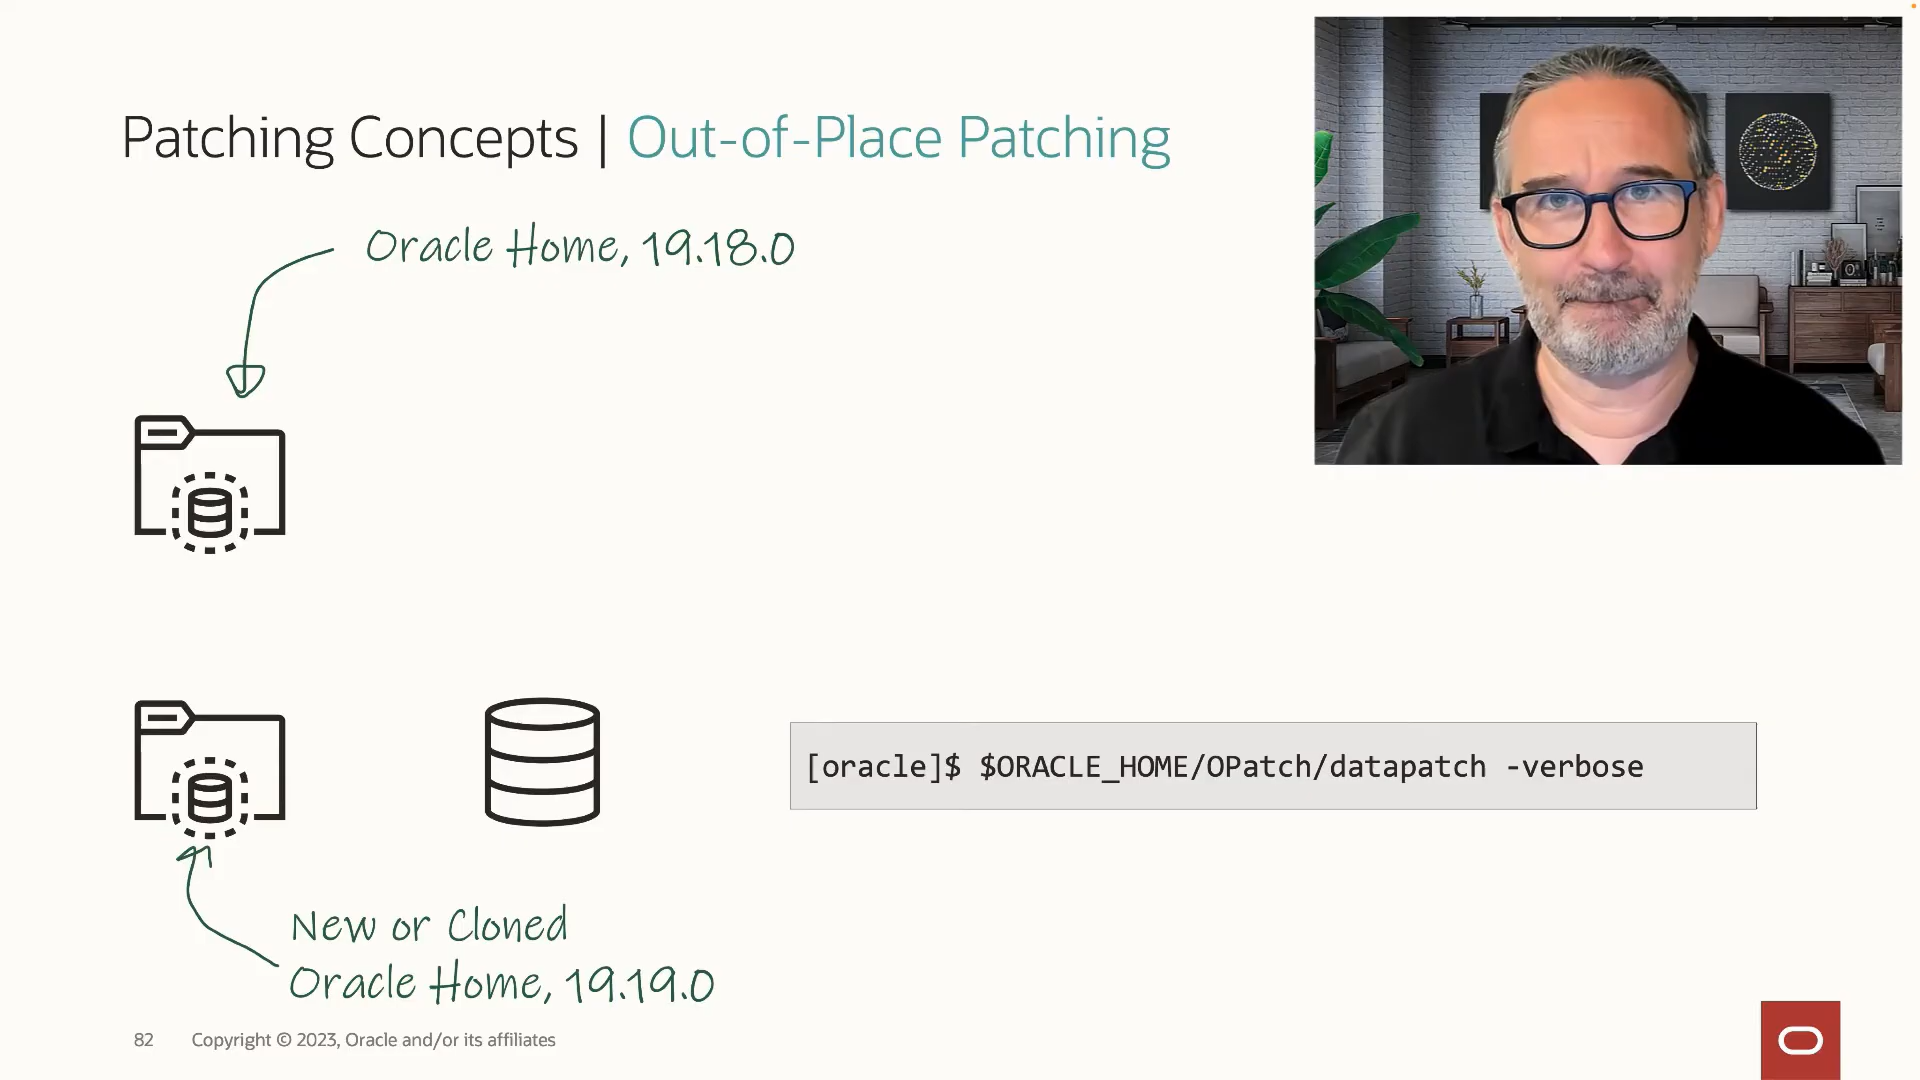 Patching Concepts | Out-of-Place Patching
Oracle Home, 19.18.0
[oracle]$ $ORACLE_HOME/OPatch/datapatch -verbose
New or Cloned
Oracle Home, 19.19.0
82 Copyright © 2023, Oracle and/or its affiliates